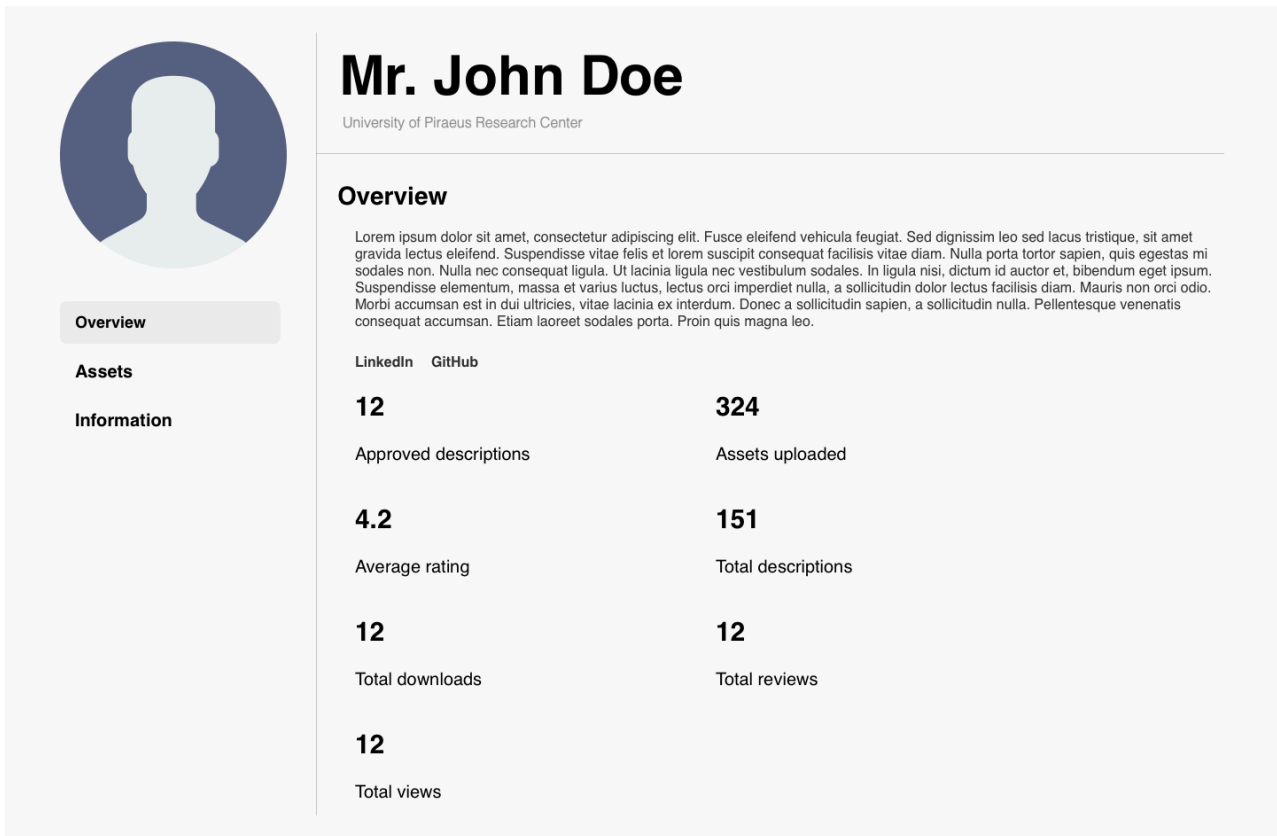 Mr. John Doe
University of Piraeus Research Center
Overview
Assets
Information
Overview
Lorem ipsum dolor sit amet, consectetur adipiscing elit. Fusce eleifend vehicula feugiat. Sed dignissim leo sed lacus tristique, sit amet
gravida lectus eleifend. Suspendisse vitae felis et lorem suscipit consequat facilisis vitae diam. Nulla porta tortor sapien, quis egestas mi
sodales non. Nulla nec consequat ligula. Ut lacinia ligula nec vestibulum sodales. In ligula nisi, dictum id auctor et, bibendum eget ipsum.
Suspendisse elementum, massa et varius luctus, lectus orci imperdiet nulla, a sollicitudin dolor lectus facilisis diam. Mauris non orci odio.
Morbi accumsan est in dui ultricies, vitae lacinia ex interdum. Donec a sollicitudin sapien, a sollicitudin nulla. Pellentesque venenatis
consequat accumsan. Etiam laoreet sodales porta. Proin quis magna leo.
LinkedIn GitHub
12 324
Approved descriptions Assets uploaded
4.2 151
Average rating Total descriptions
12 12
Total downloads Total reviews
12
Total views